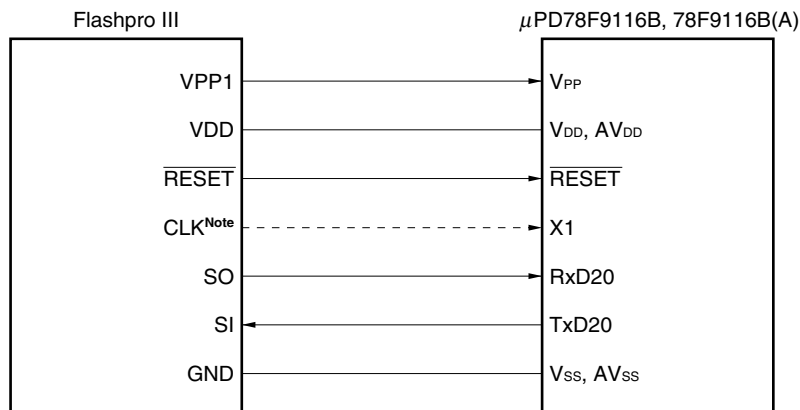 Flashpro III μPD78F9116B, 78F9116B(A)
VPP1 VPP
VDD VDD, AVDD
RESET RESET
CLKNote X1
SO RxD20
SI TxD20
GND VSS, AVSS